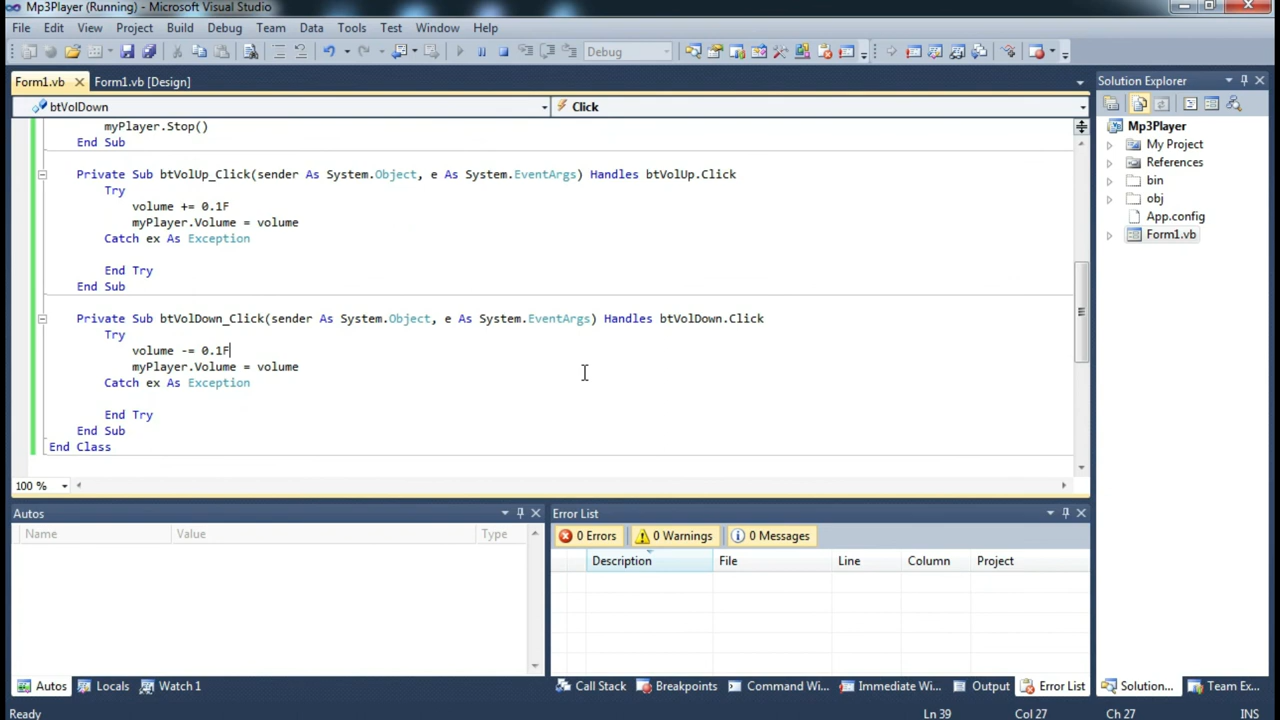 Mp3Player (Running) - Microsoft Visual Studio
File Edit View Project Build Debug Team Data Tools Test Window Help
Debug
Form1.vb Form1.vb [Design]
btVolDown Click
myPlayer.Stop()
End Sub
Private Sub btVolUp_Click(sender As System.Object, e As System.EventArgs) Handles btVolUp.Click
Try
volume += 0.1F
myPlayer.Volume = volume
Catch ex As Exception
End Try
End Sub
Private Sub btVolDown_Click(sender As System.Object, e As System.EventArgs) Handles btVolDown.Click
Try
volume -= 0.1F
myPlayer.Volume = volume
Catch ex As Exception
End Try
End Sub
End Class
100 %
Solution Explorer
Mp3Player
My Project
References
bin
obj
App.config
Form1.vb
Autos
Name Value Type
Error List
0 Errors 0 Warnings 0 Messages
Description File Line Column Project
Autos Locals Watch 1
Call Stack Breakpoints Command Wi... Immediate Wi... Output Error List
Solution... Team Ex...
Ready Ln 39 Col 27 Ch 27 INS